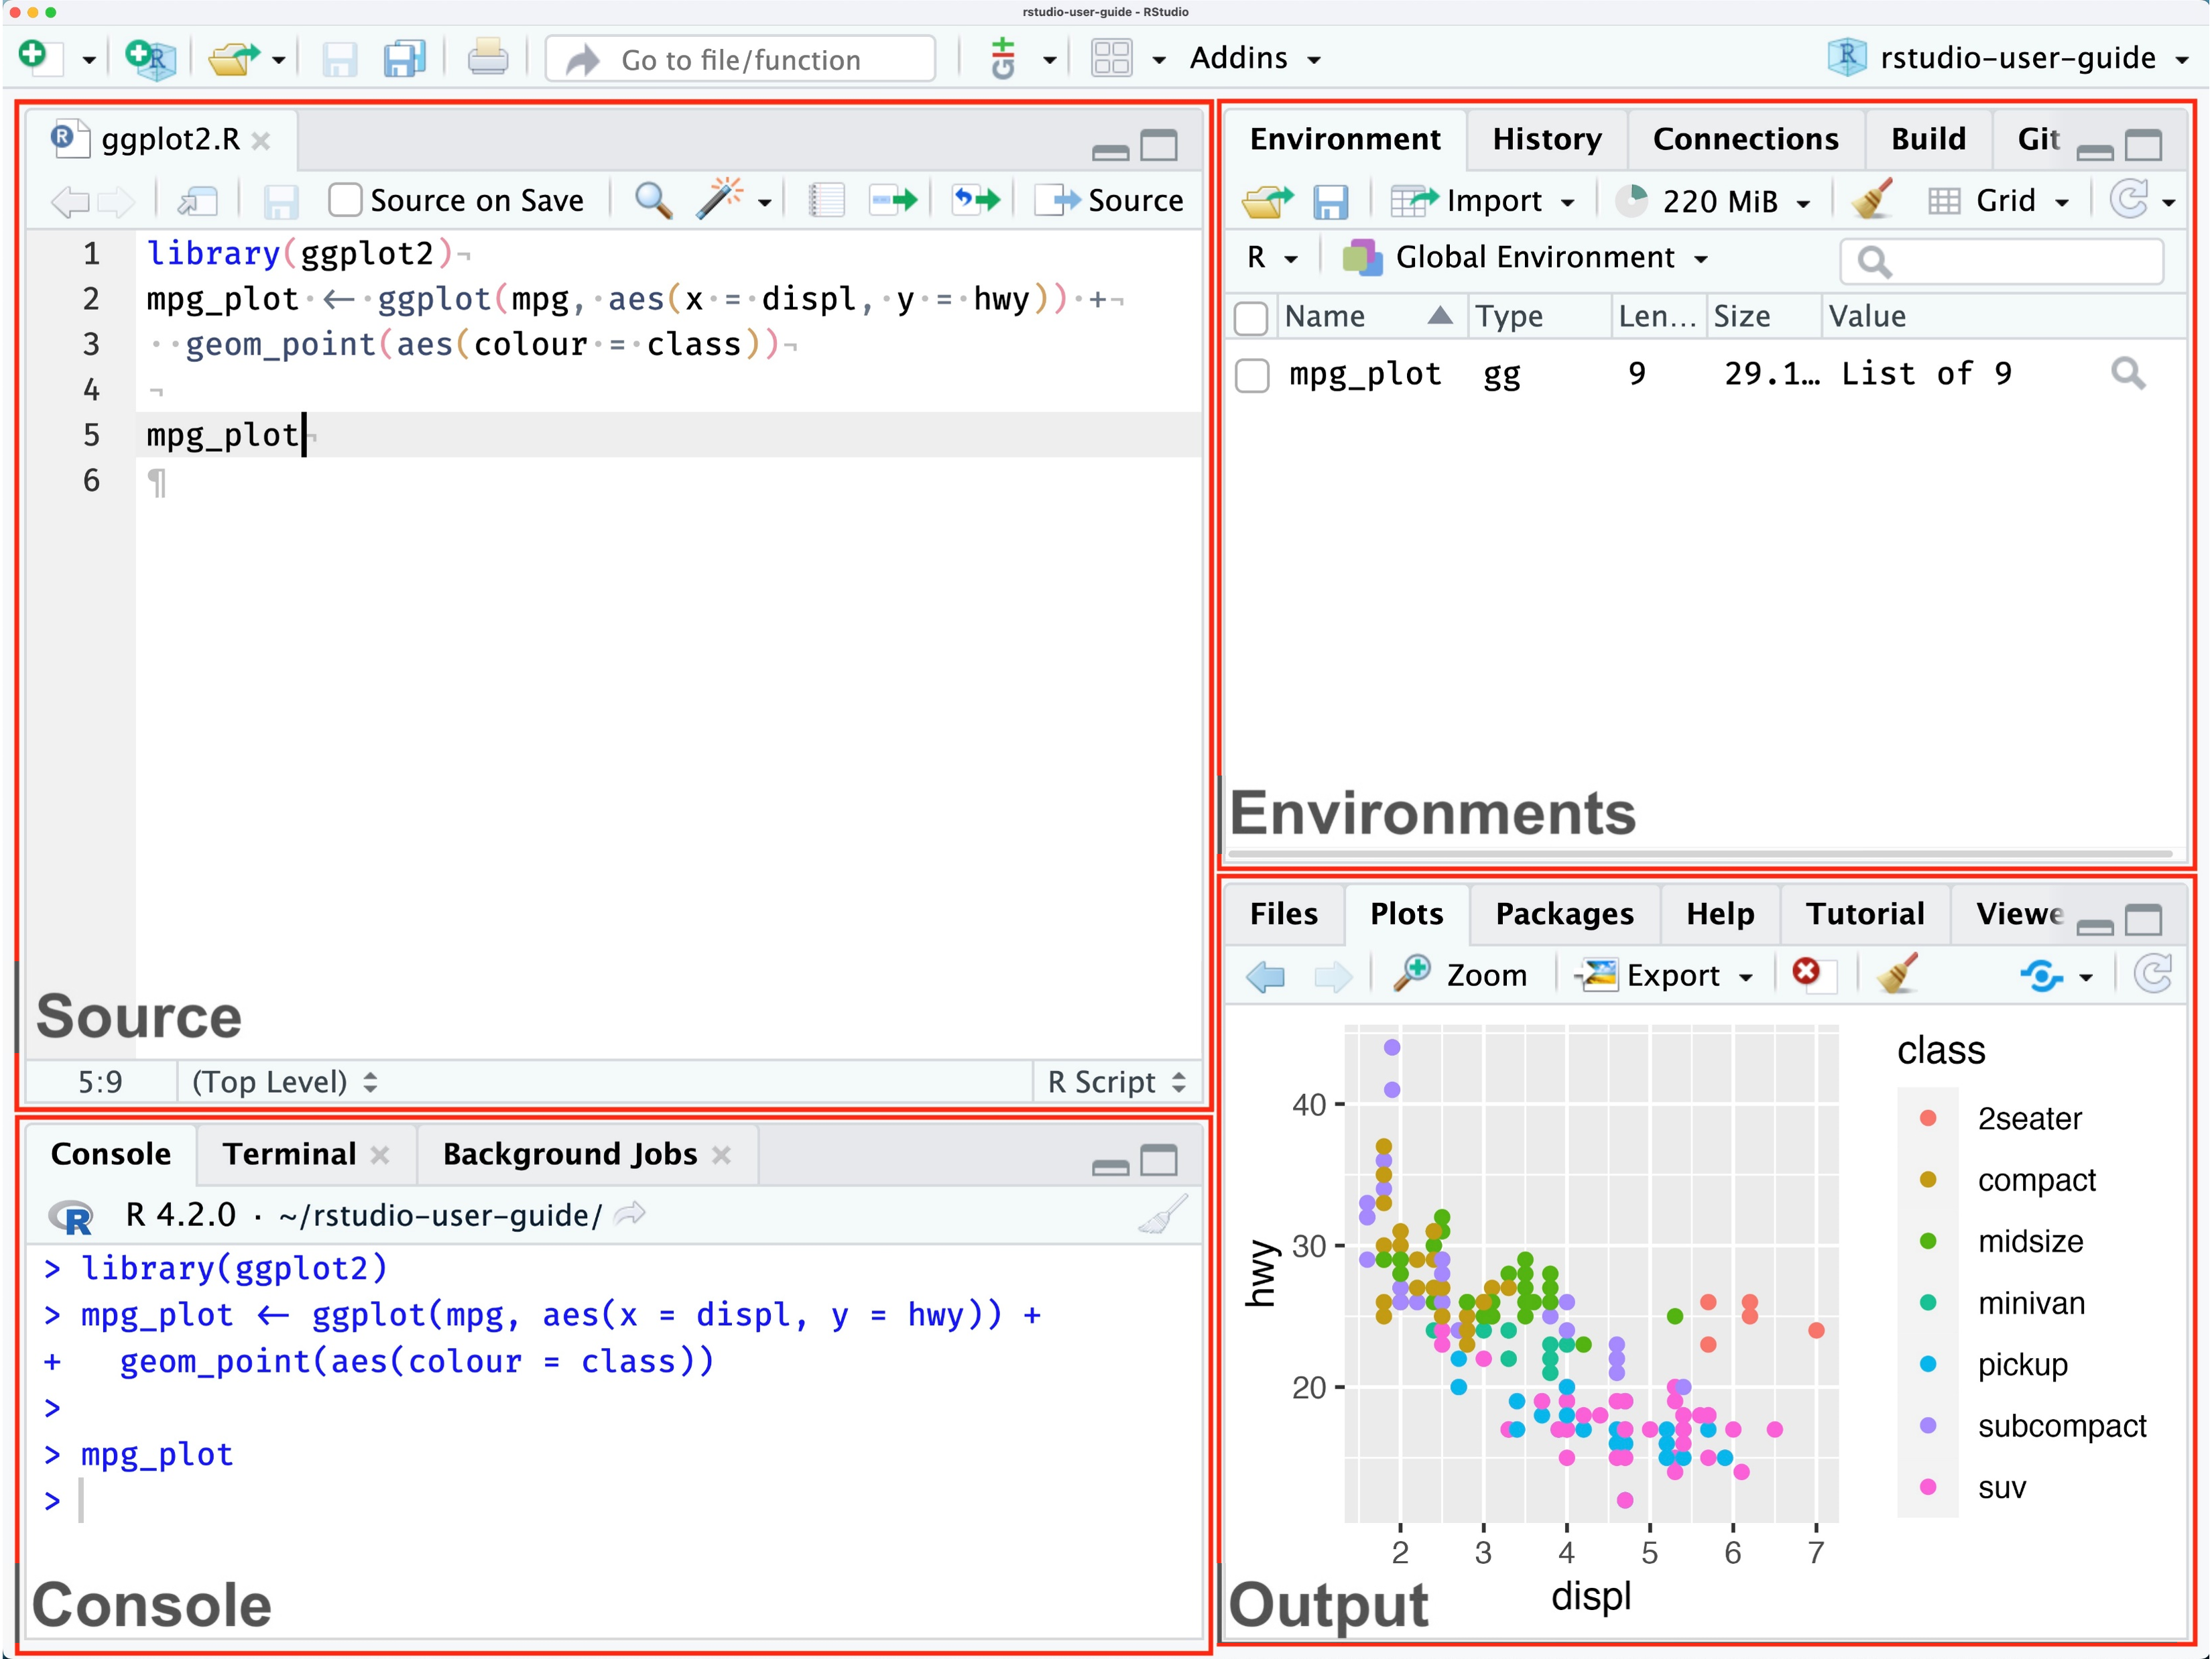 rstudio-user-guide - RStudio
Go to file/function
Git
Addins
rstudio-user-guide
ggplot2.R
Source on Save
Source
1 library(ggplot2)¬
2 mpg_plot·←·ggplot(mpg,·aes(x·=·displ,·y·=·hwy))·+¬
3 ··geom_point(aes(colour·=·class))¬
4 ¬
5 mpg_plot¬
6 ¶
Source
5:9 (Top Level) R Script
Console Terminal Background Jobs
R 4.2.0 · ~/rstudio-user-guide/
> library(ggplot2)
> mpg_plot ← ggplot(mpg, aes(x = displ, y = hwy)) +
+   geom_point(aes(colour = class))
>
> mpg_plot
>
Console
Environment History Connections Build Git
Import 220 MiB Grid
R Global Environment
Name Type Len... Size Value
mpg_plot gg 9 29.1… List of 9
Environments
Files Plots Packages Help Tutorial Viewe
Zoom Export
class
2seater
compact
midsize
minivan
pickup
subcompact
suv
hwy
40
30
20
2 3 4 5 6 7
displ
Output